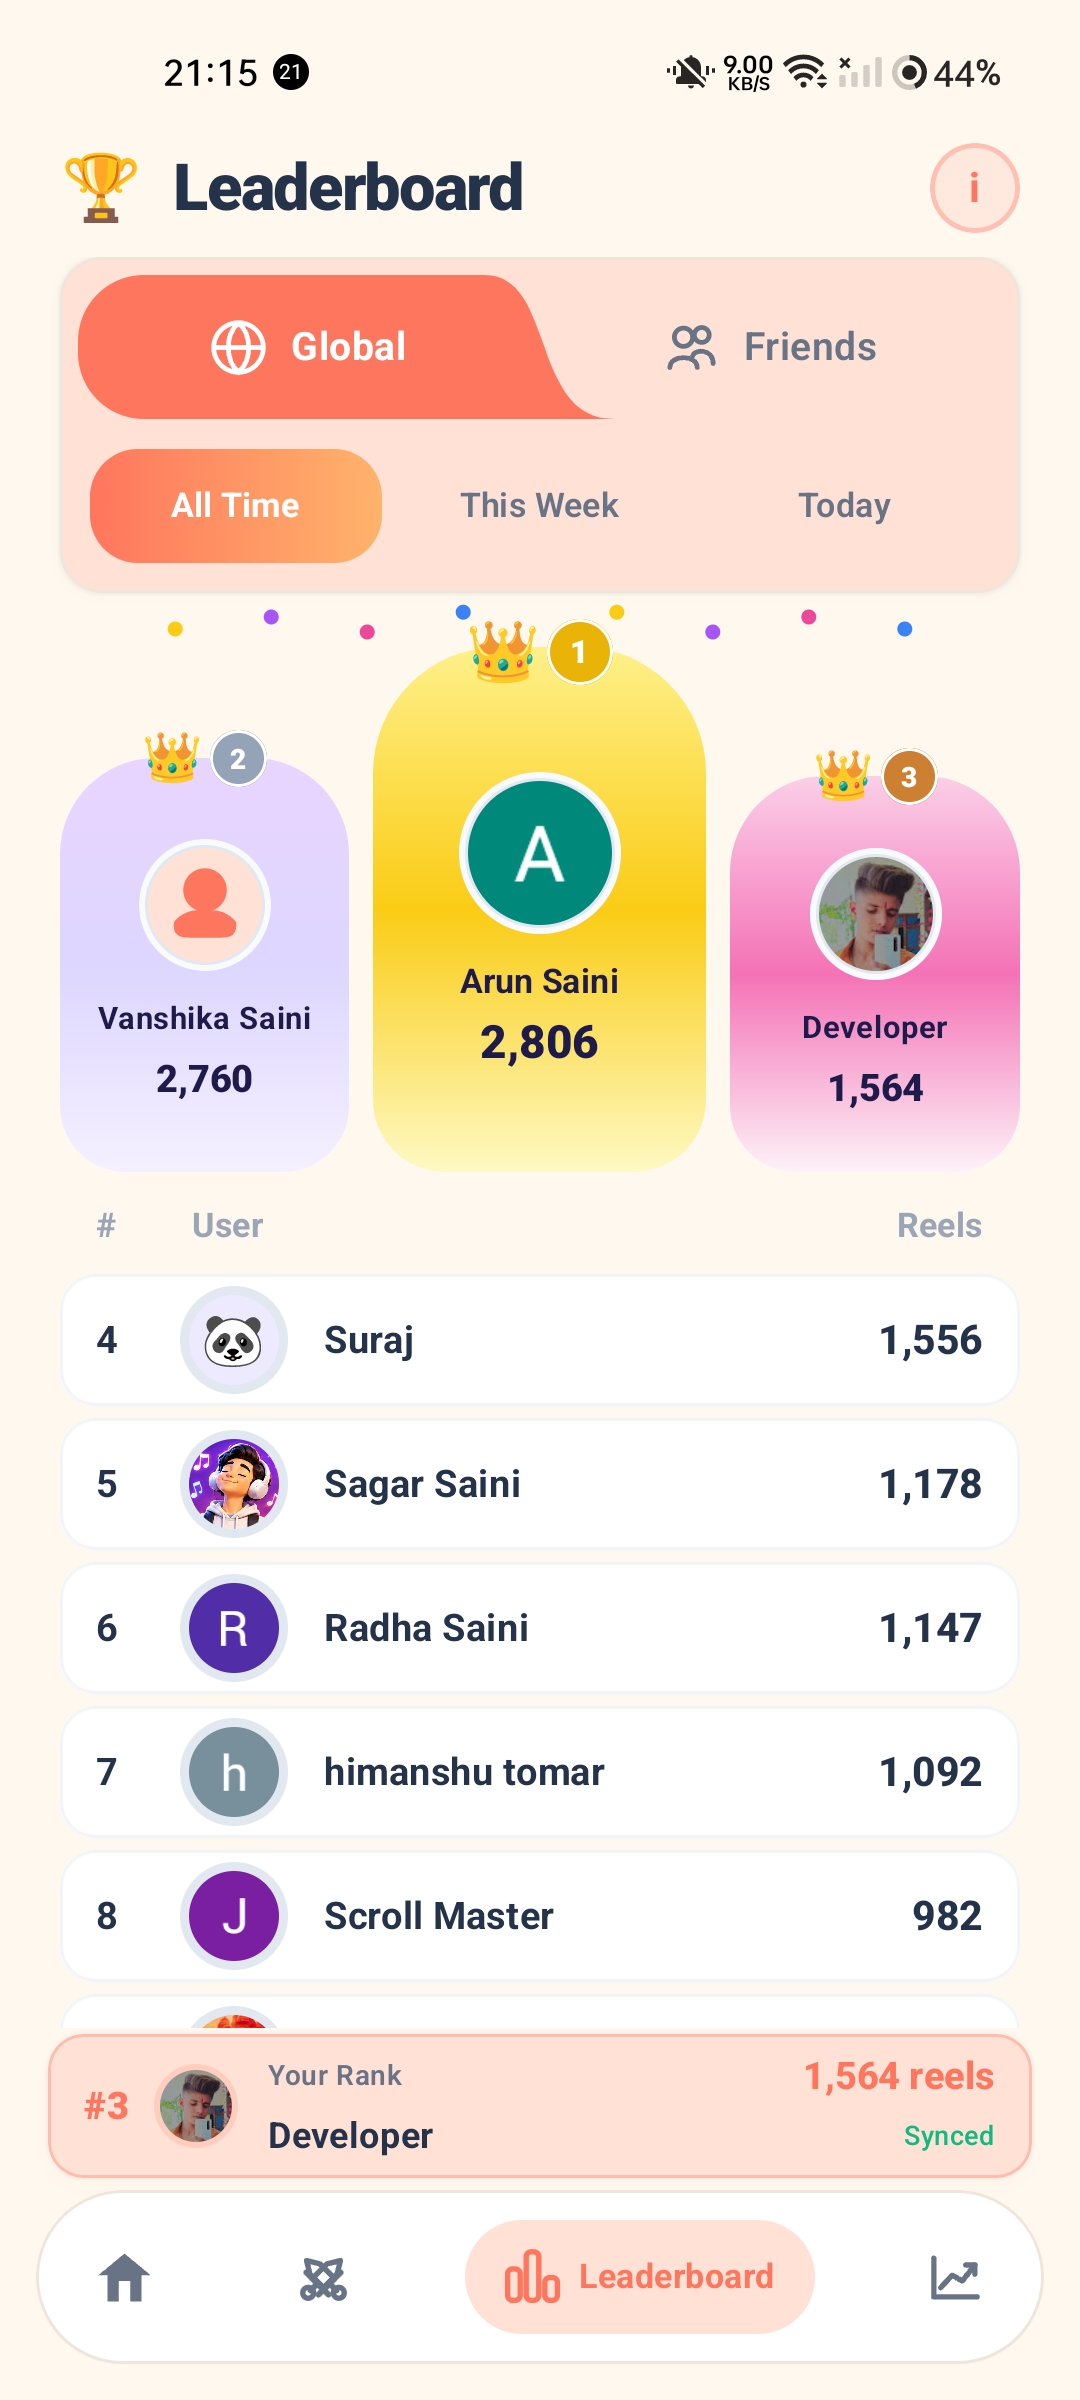 21:15 21 9.00 KB/S 44%
Leaderboard i
Global Friends
All Time This Week Today
1
2
3
A
Arun Saini
2,806
Vanshika Saini
2,760
Developer
1,564
# User Reels
4 Suraj 1,556
5 Sagar Saini 1,178
6 R Radha Saini 1,147
7 h himanshu tomar 1,092
8 J Scroll Master 982
#3 Your Rank 1,564 reels
Developer Synced
Leaderboard